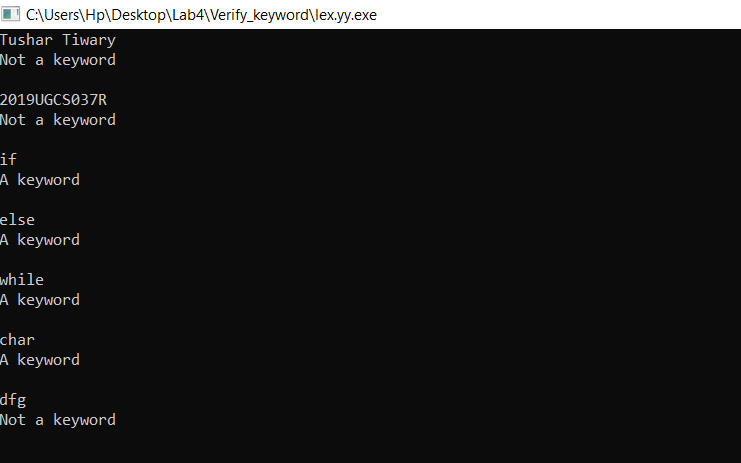 C:\Users\Hp\Desktop\Lab4\Verify_keyword\lex.yy.exe
Tushar Tiwary
Not a keyword
2019UGCS037R
Not a keyword
if
A keyword
else
A keyword
while
A keyword
char
A keyword
dfg
Not a keyword